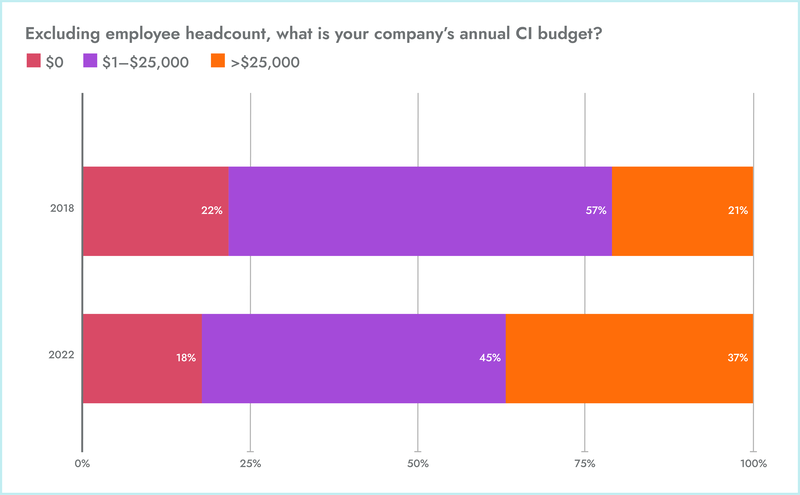 Excluding employee headcount, what is your company’s annual CI budget?
$0 $1–$25,000 >$25,000
2018 22% 57% 21%
2022 18% 45% 37%
0% 25% 50% 75% 100%